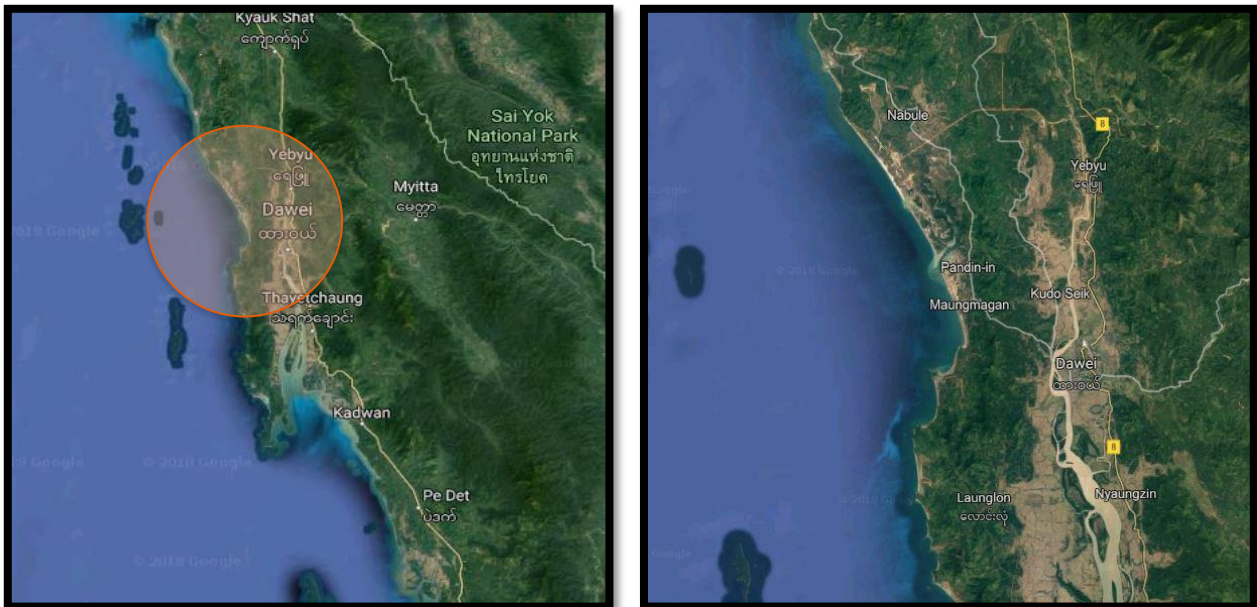 Kyauk Shat
ကျောက်ရှပ်
Sai Yok
National Park
อุทยานแห่งชาติ
ไทรโยค
Yebyu
ရေဖြူ
Myitta
မေတ္တာ
Dawei
ထားဝယ်
2018 Google
Thayetchaung
သရက်ချောင်း
Kadwan
© 2018 Google
Pe Det
ပဲဒက်
© 2018 Google
Nabule
8
Yebyu
ရေဖြူ
Google
Pandin-in
Kudo Seik
Maungmagan
Dawei
ထားဝယ်
8
Launglon
လောင်းလုံ
Nyaungzin
Google